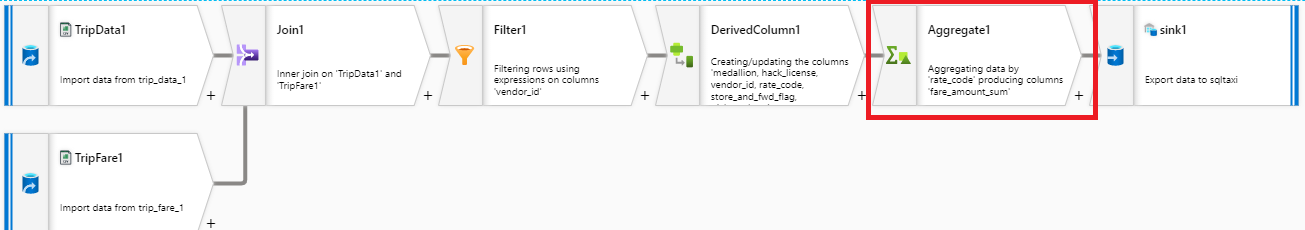 TripData1
Import data from trip_data_1
+
Join1
Inner join on 'TripData1' and
'TripFare1'
+
Filter1
Filtering rows using
expressions on columns
'vendor_id'
+
DerivedColumn1
Creating/updating the columns
'medallion, hack_license,
vendor_id, rate_code,
store_and_fwd_flag,
+
Aggregate1
Aggregating data by
'rate_code' producing columns
'fare_amount_sum'
+
sink1
Export data to sqltaxi
TripFare1
Import data from trip_fare_1
+